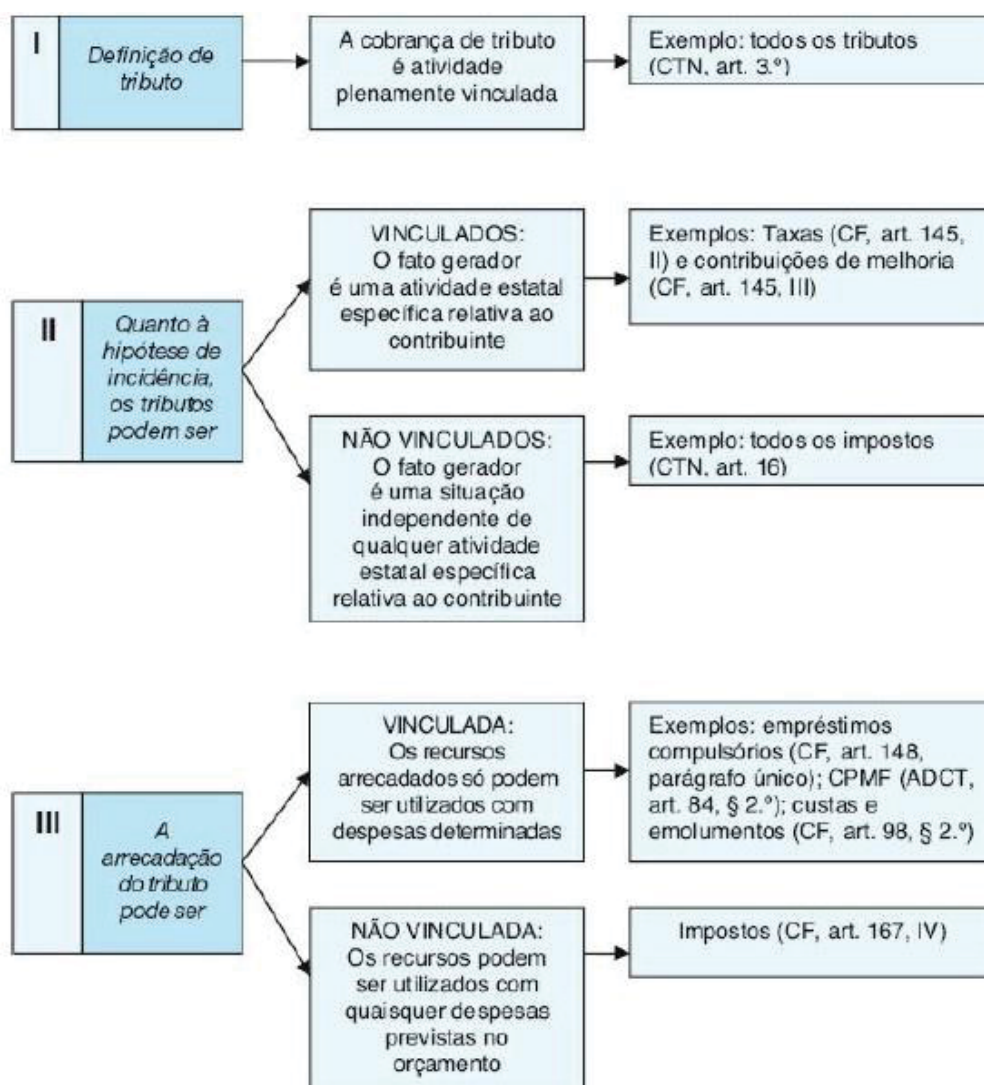 I
Definição de
tributo
A cobrança de tributo
é atividade
plenamente vinculada
Exemplo: todos os tributos
(CTN, art. 3.º)
II
Quanto à
hipótese de
incidência,
os tributos
podem ser
VINCULADOS:
O fato gerador
é uma atividade estatal
específica relativa ao
contribuinte
Exemplos: Taxas (CF, art. 145,
II) e contribuições de melhoria
(CF, art. 145, III)
NÃO VINCULADOS:
O fato gerador
é uma situação
independente de
qualquer atividade
estatal específica
relativa ao contribuinte
Exemplo: todos os impostos
(CTN, art. 16)
III
A
arrecadação
do tributo
pode ser
VINCULADA:
Os recursos
arrecadados só podem
ser utilizados com
despesas determinadas
Exemplos: empréstimos
compulsórios (CF, art. 148,
parágrafo único); CPMF (ADCT,
art. 84, § 2.º); custas e
emolumentos (CF, art. 98, § 2.º)
NÃO VINCULADA:
Os recursos podem
ser utilizados com
quaisquer despesas
previstas no
orçamento
Impostos (CF, art. 167, IV)